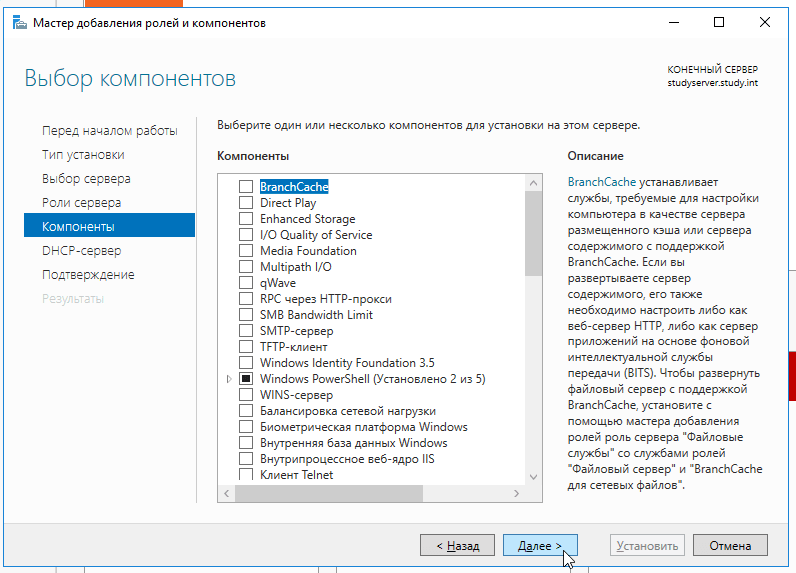 Мастер добавления ролей и компонентов
Выбор компонентов
КОНЕЧНЫЙ СЕРВЕР
studyserver.study.int
Перед началом работы
Тип установки
Выбор сервера
Роли сервера
Компоненты
DHCP-сервер
Подтверждение
Результаты
Выберите один или несколько компонентов для установки на этом сервере.
Компоненты
BranchCache
Direct Play
Enhanced Storage
I/O Quality of Service
Media Foundation
Multipath I/O
qWave
RPC через HTTP-прокси
SMB Bandwidth Limit
SMTP-сервер
TFTP-клиент
Windows Identity Foundation 3.5
Windows PowerShell (Установлено 2 из 5)
WINS-сервер
Балансировка сетевой нагрузки
Биометрическая платформа Windows
Внутренняя база данных Windows
Внутрипроцессное веб-ядро IIS
Клиент Telnet
Описание
BranchCache устанавливает
службы, требуемые для настройки
компьютера в качестве сервера
размещенного кэша или сервера
содержимого с поддержкой
BranchCache. Если вы
развертываете сервер
содержимого, его также
необходимо настроить либо как
веб-сервер HTTP, либо как сервер
приложений на основе фоновой
интеллектуальной службы
передачи (BITS). Чтобы развернуть
файловый сервер с поддержкой
BranchCache, установите с
помощью мастера добавления
ролей роль сервера "Файловые
службы" со службами ролей
"Файловый сервер" и "BranchCache
для сетевых файлов".
< Назад
Далее >
Установить
Отмена